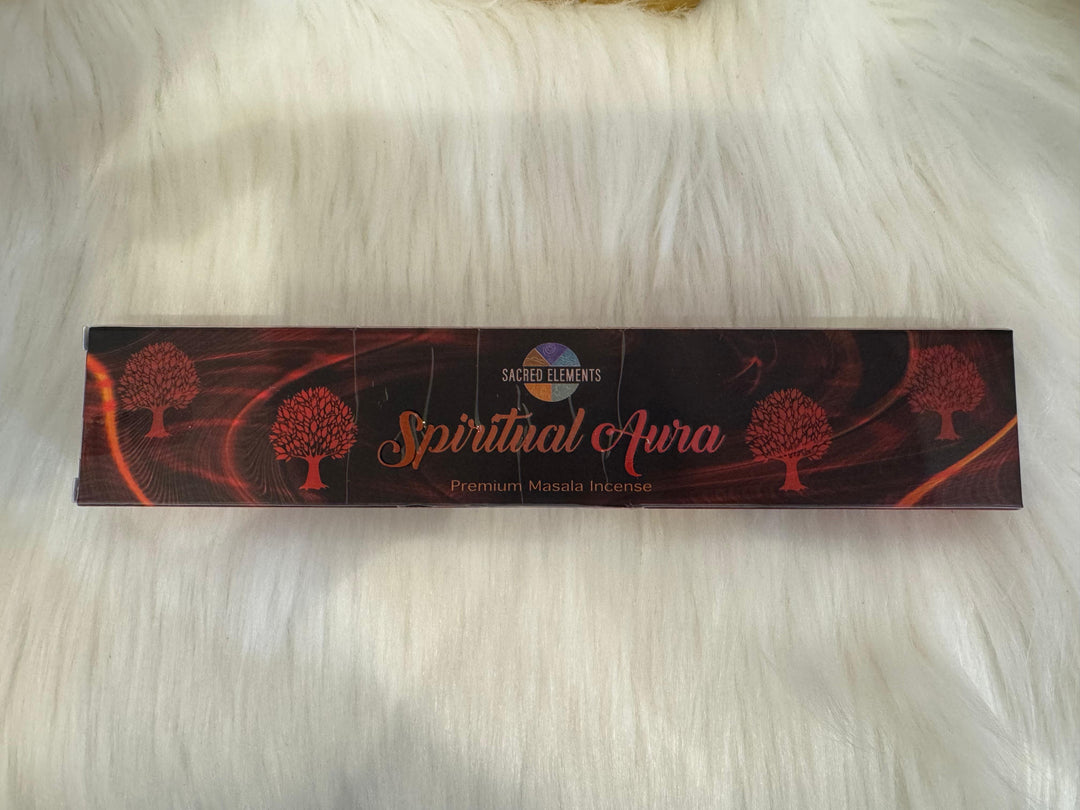 SACRED ELEMENTS
Spiritual Aura
Premium Masala Incense